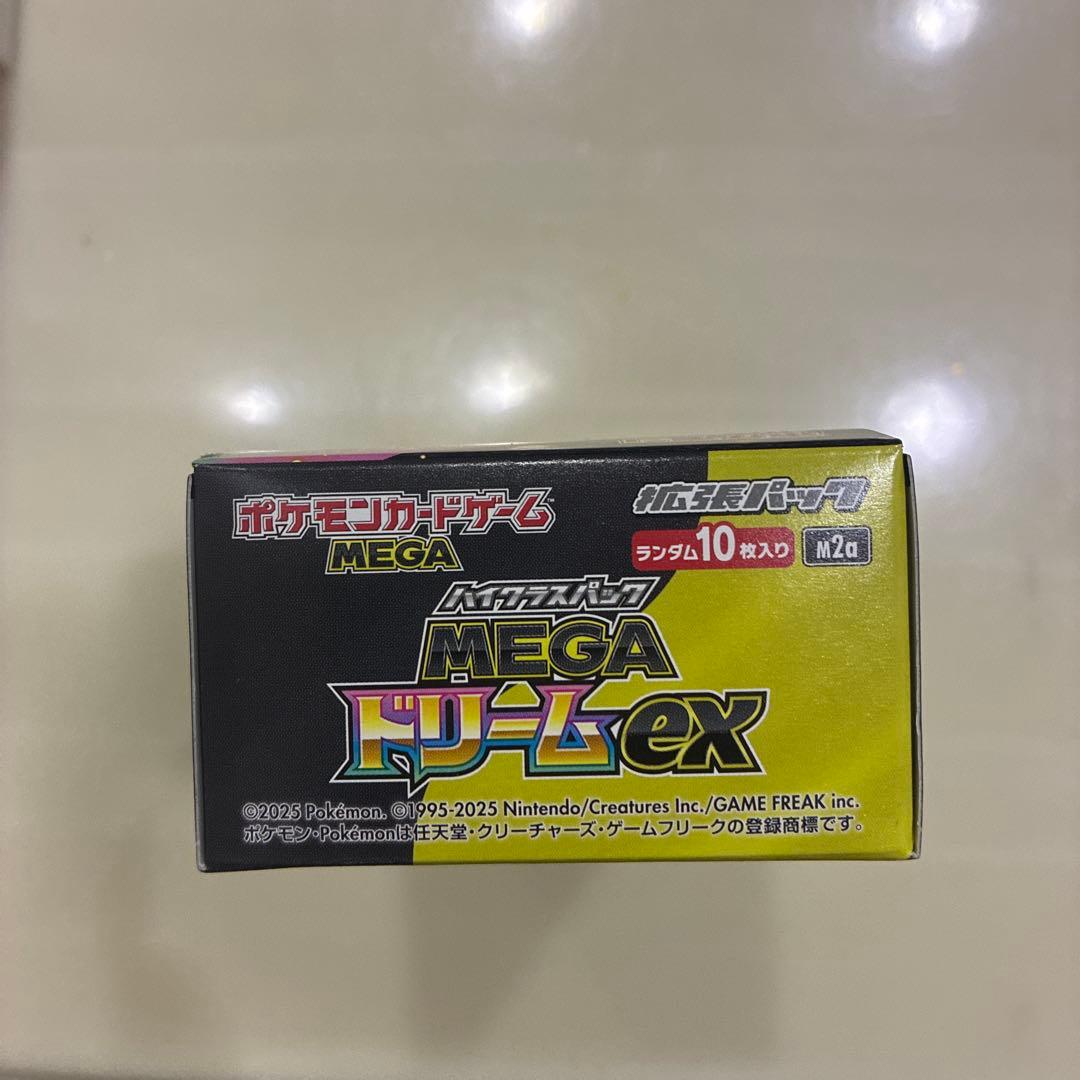 ポケモンカードゲーム™
MEGA
拡張パック
ランダム10枚入り M2a
ハイクラスパック
MEGA
ドリームex
©2025 Pokémon. ©1995-2025 Nintendo/Creatures Inc./GAME FREAK inc.
ポケモン・Pokémonは任天堂・クリーチャーズ・ゲームフリークの登録商標です。